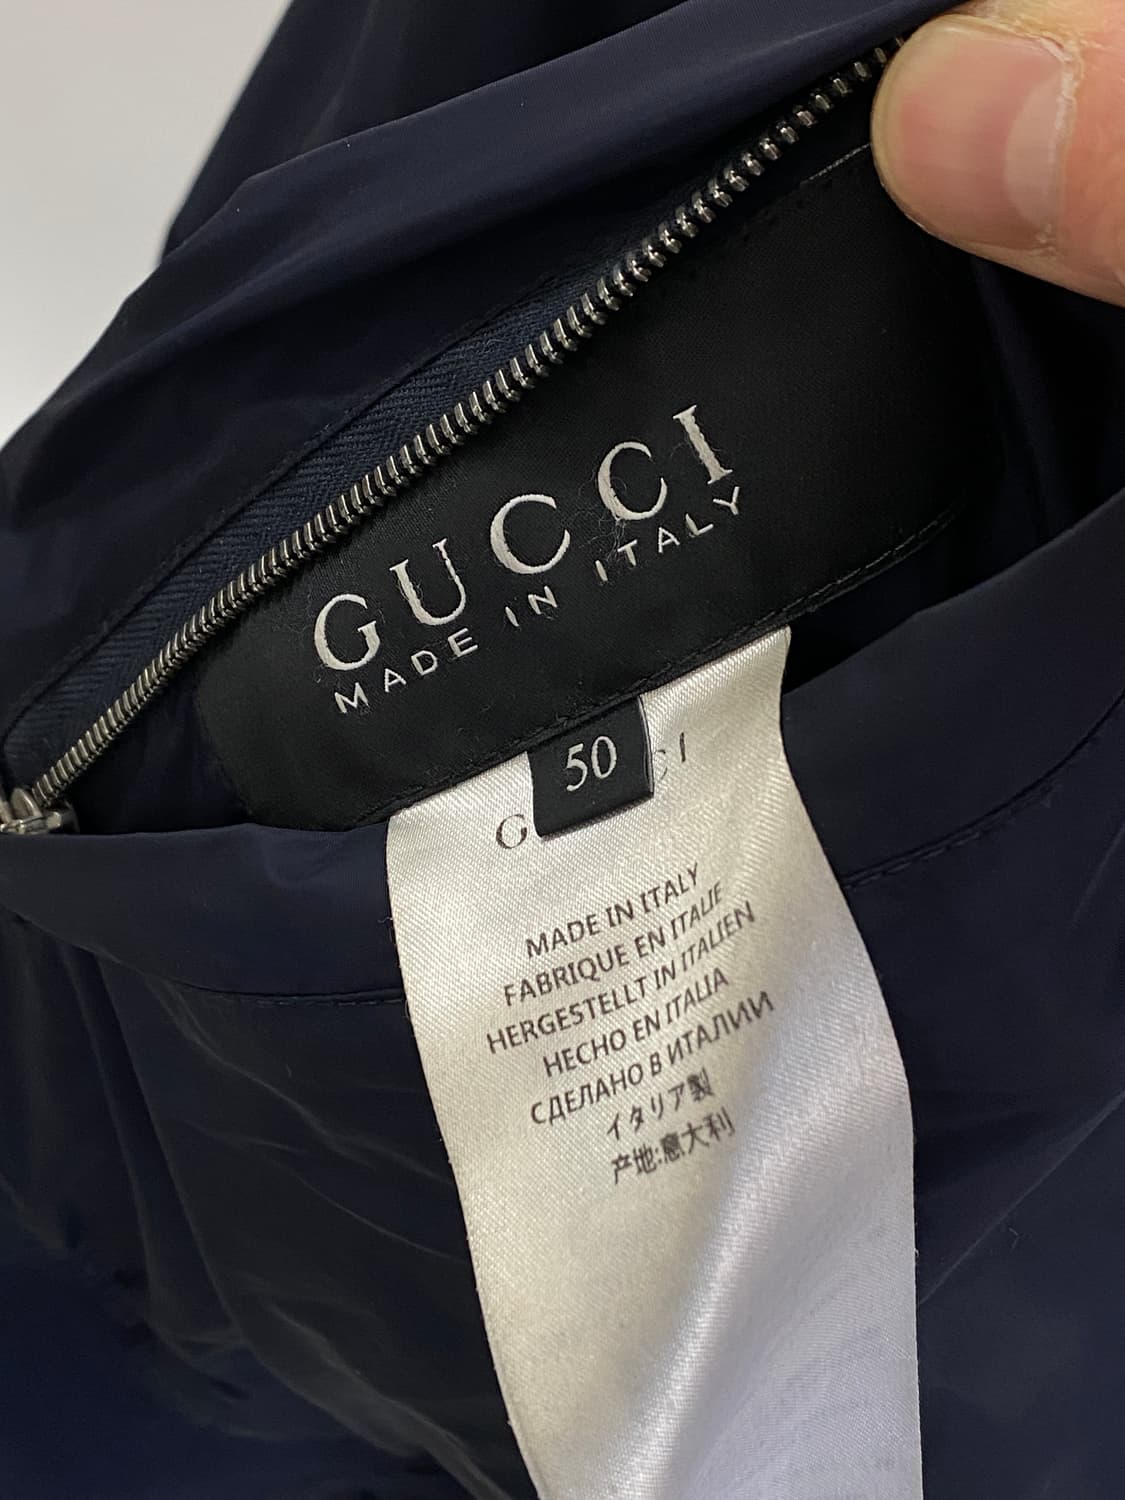 GUCCI
MADE IN ITALY
50
G CI
MADE IN ITALY
FABRIQUE EN ITALIE
HERGESTELLT IN ITALIEN
HECHO EN ITALIA
СДЕЛАНО В ИТАЛИИ
イタリア製
产地:意大利